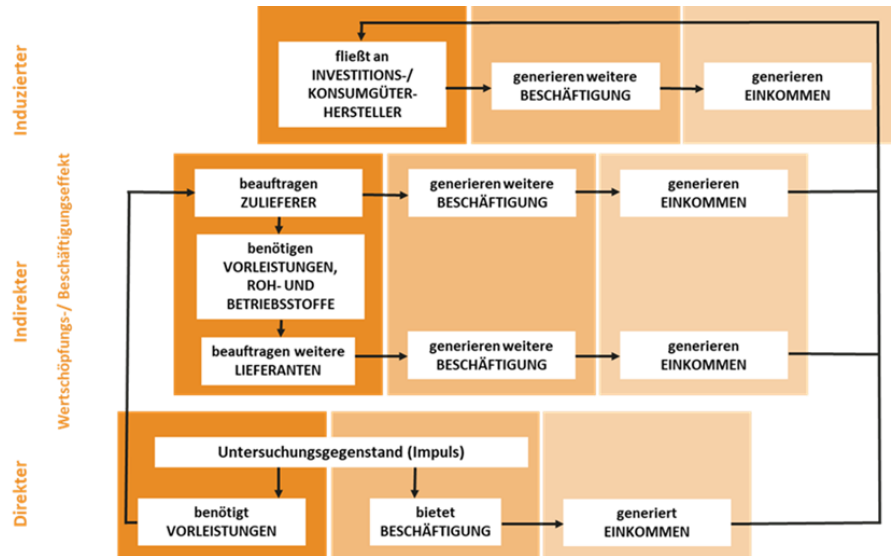 Induzierter
fließt an
INVESTITIONS-/
KONSUMGÜTER-
HERSTELLER
generieren weitere
BESCHÄFTIGUNG
generieren
EINKOMMEN
Wertschöpfungs-/ Beschäftigungseffekt
Indirekter
beauftragen
ZULIEFERER
generieren weitere
BESCHÄFTIGUNG
generieren
EINKOMMEN
benötigen
VORLEISTUNGEN,
ROH- UND
BETRIEBSSTOFFE
beauftragen weitere
LIEFERANTEN
generieren weitere
BESCHÄFTIGUNG
generieren
EINKOMMEN
Direkter
Untersuchungsgegenstand (Impuls)
benötigt
VORLEISTUNGEN
bietet
BESCHÄFTIGUNG
generiert
EINKOMMEN